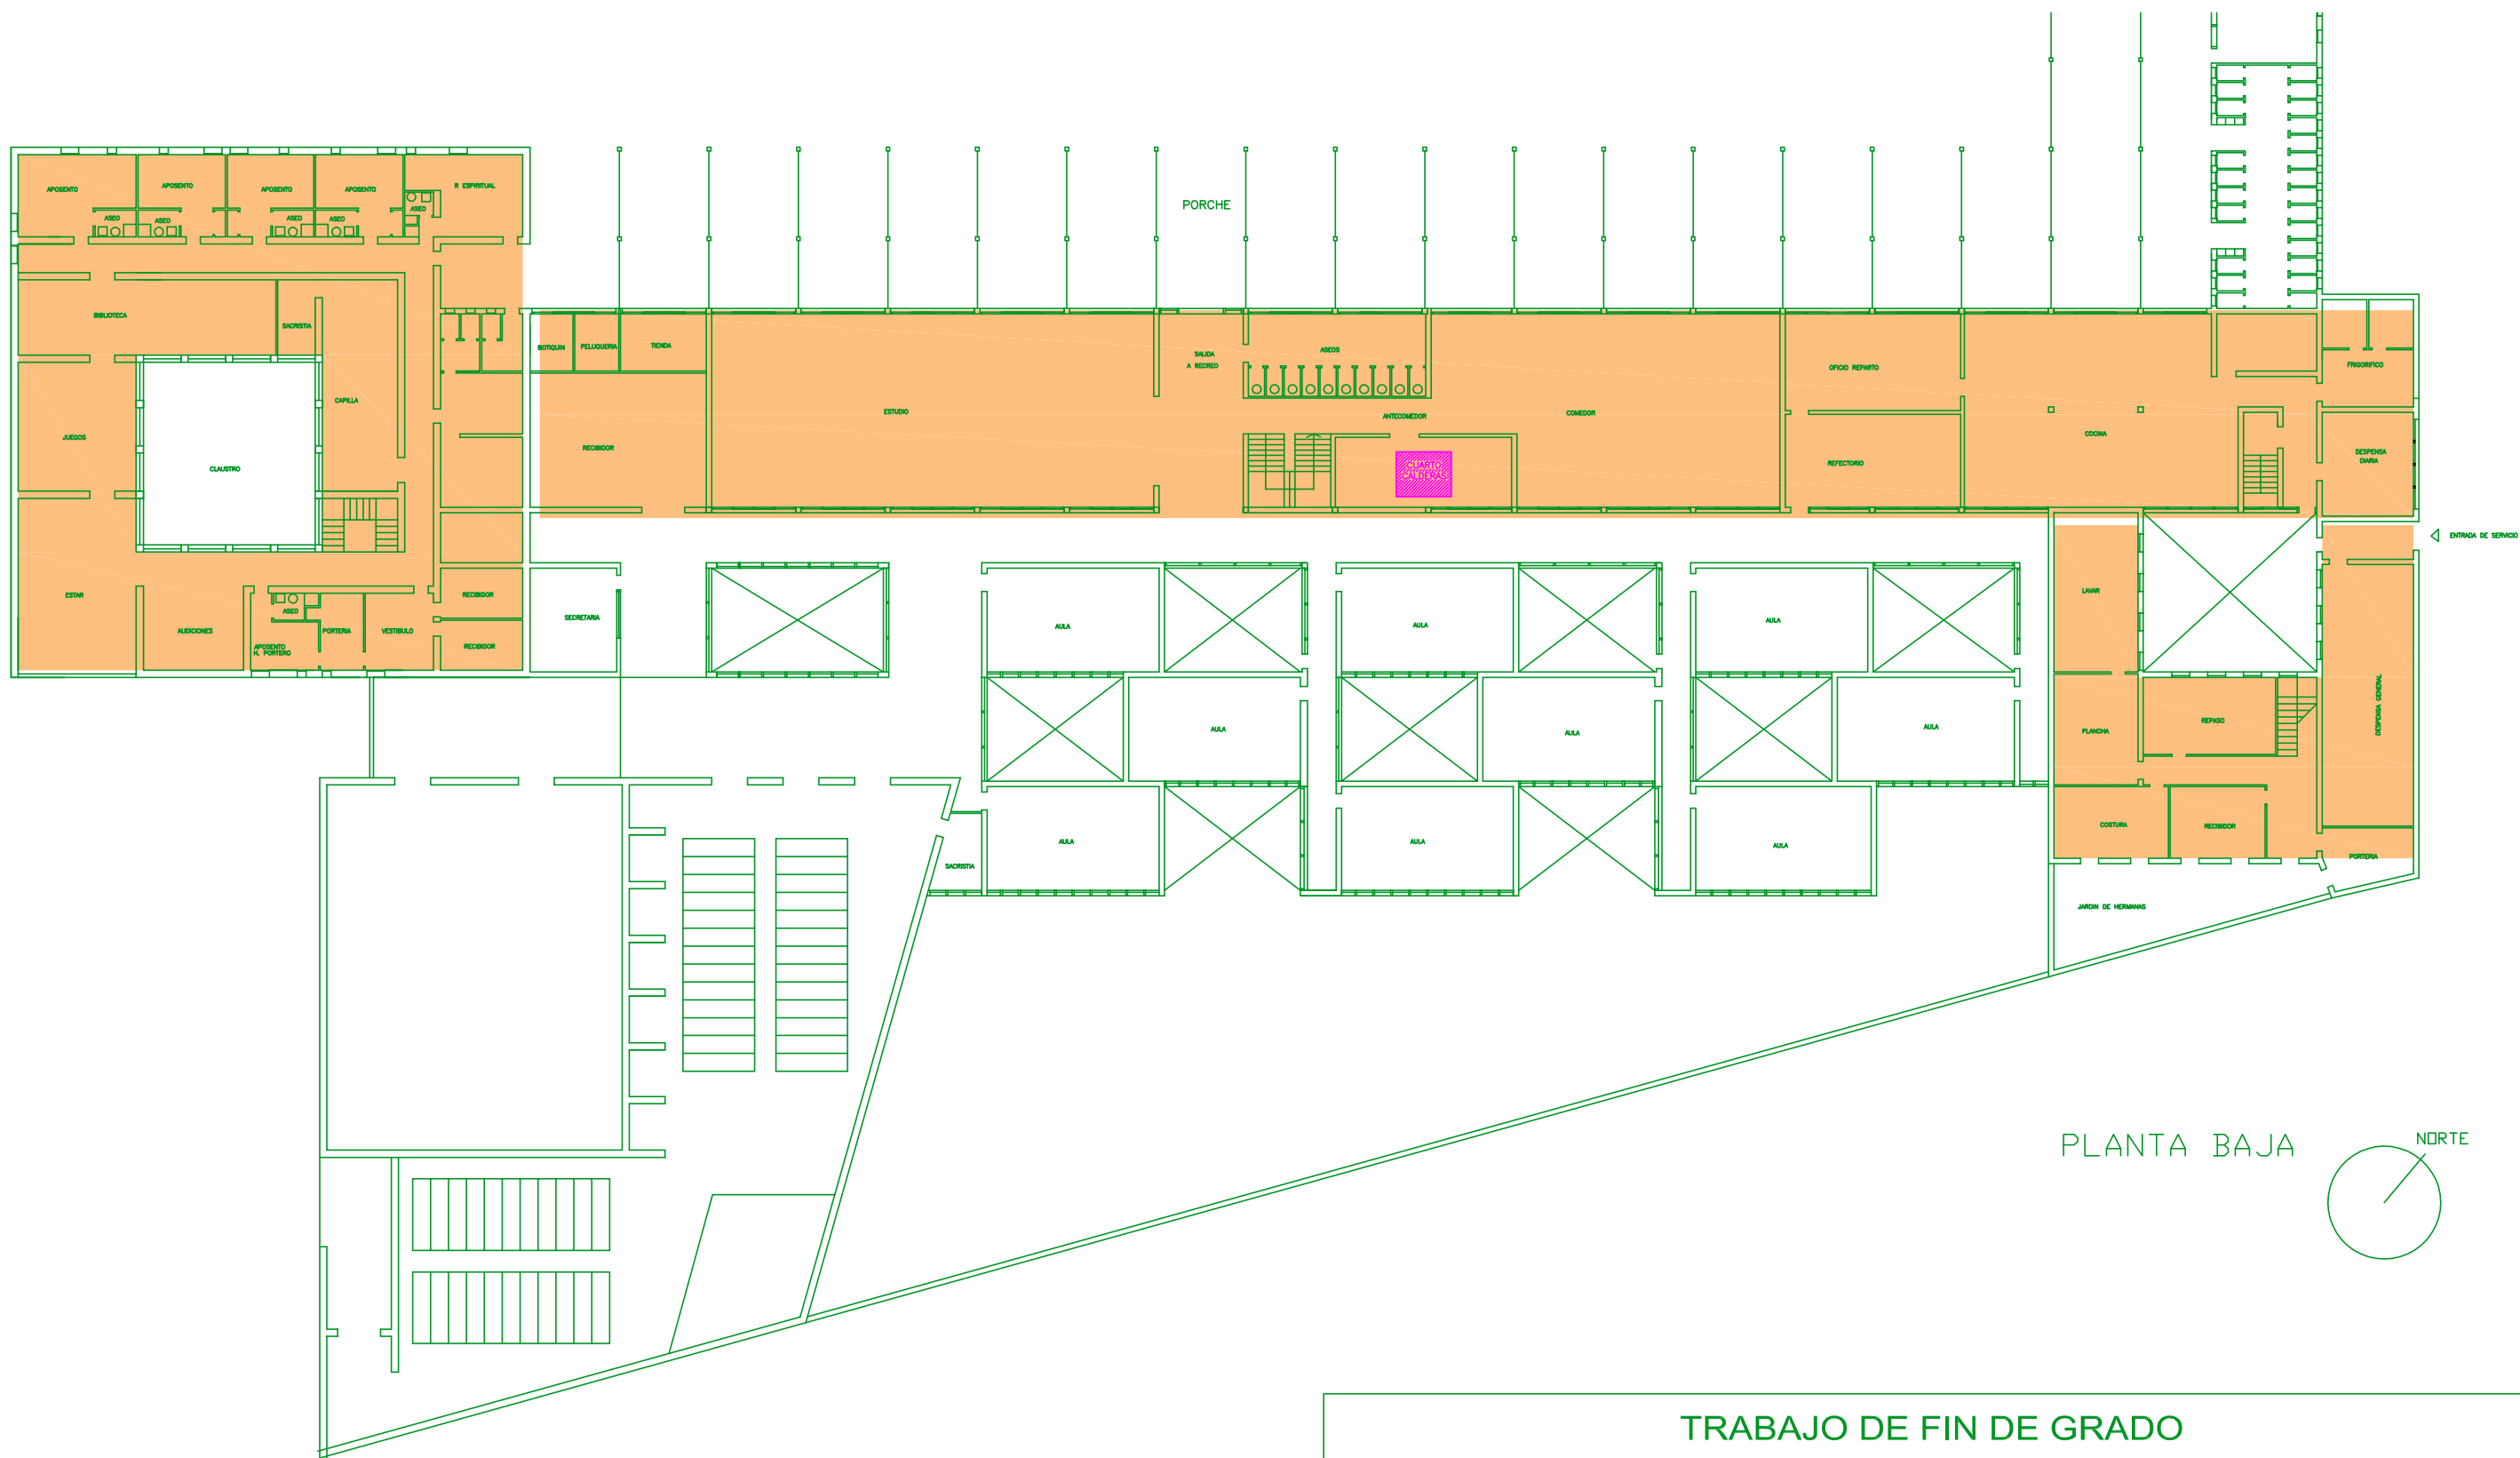 PORCHE
APOSENTO
APOSENTO
APOSENTO
APOSENTO
R ESPIRITUAL
ASEO
ASEO
ASEO
ASEO
ASEO
BIBLIOTECA
SACRISTIA
BOTIQUIN
PELUQUERIA
TIENDA
SALIDA
A RECREO
ASEOS
OFICIO REPARTO
FRIGORIFICO
CAPILLA
ESTUDIO
ANTECOMEDOR
COMEDOR
JUEGOS
CLAUSTRO
RECIBIDOR
CUARTO
CALDERAS
REFECTORIO
COCINA
DESPENSA
DIARIA
ENTRADA DE SERVICIO
ESTAR
ASEO
RECIBIDOR
SECRETARIA
AUDICIONES
APOSENTO
H. PORTERO
PORTERIA
VESTIBULO
RECIBIDOR
AULA
AULA
AULA
LAVAR
AULA
AULA
AULA
PLANCHA
REPASO
DESPENSA GENERAL
AULA
AULA
AULA
COSTURA
RECIBIDOR
PORTERIA
SACRISTIA
JARDIN DE HERMANAS
PLANTA BAJA
NORTE
TRABAJO DE FIN DE GRADO